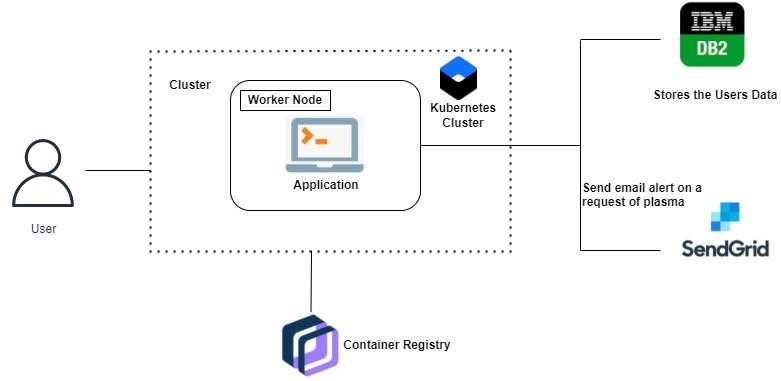 IBM
DB2
Stores the Users Data
Cluster
Worker Node
Kubernetes
Cluster
Application
User
Send email alert on a
request of plasma
SendGrid
Container Registry